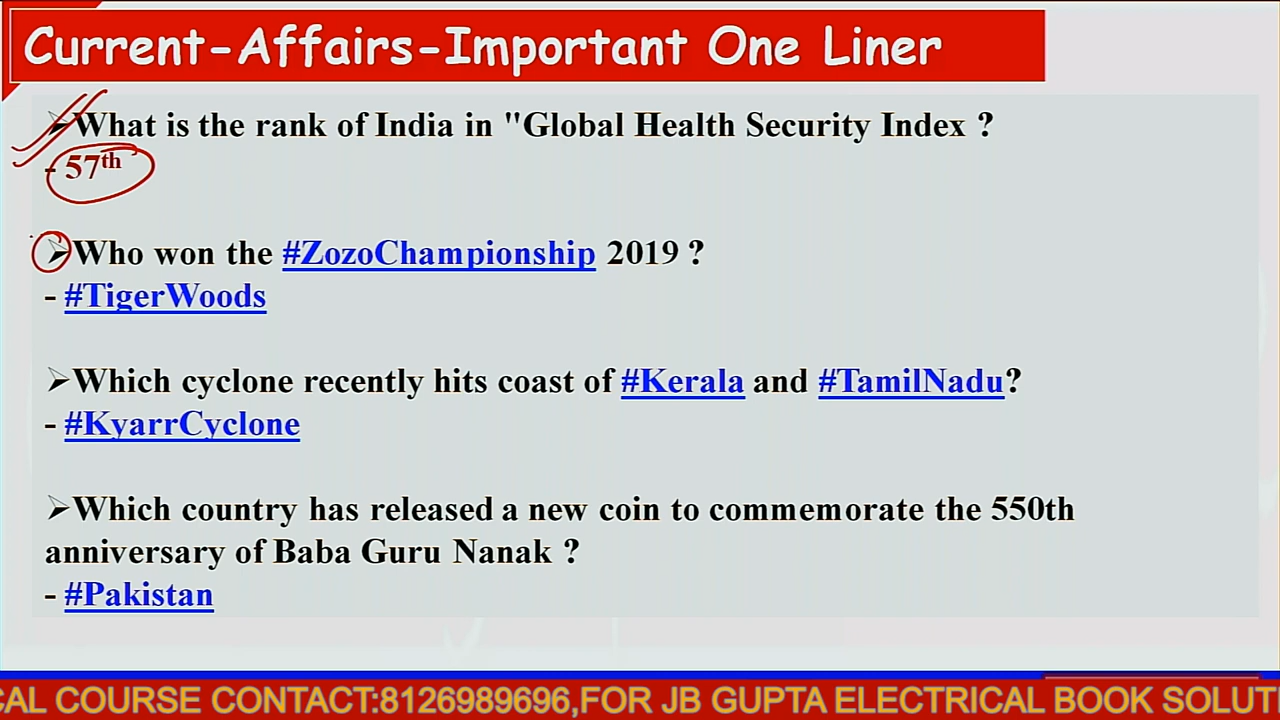 Current-Affairs-Important One Liner
➢What is the rank of India in "Global Health Security Index ?
- 57th
➢Who won the #ZozoChampionship 2019 ?
- #TigerWoods
➢Which cyclone recently hits coast of #Kerala and #TamilNadu?
- #KyarrCyclone
➢Which country has released a new coin to commemorate the 550th
anniversary of Baba Guru Nanak ?
- #Pakistan
CAL COURSE CONTACT:8126989696,FOR JB GUPTA ELECTRICAL BOOK SOLUT